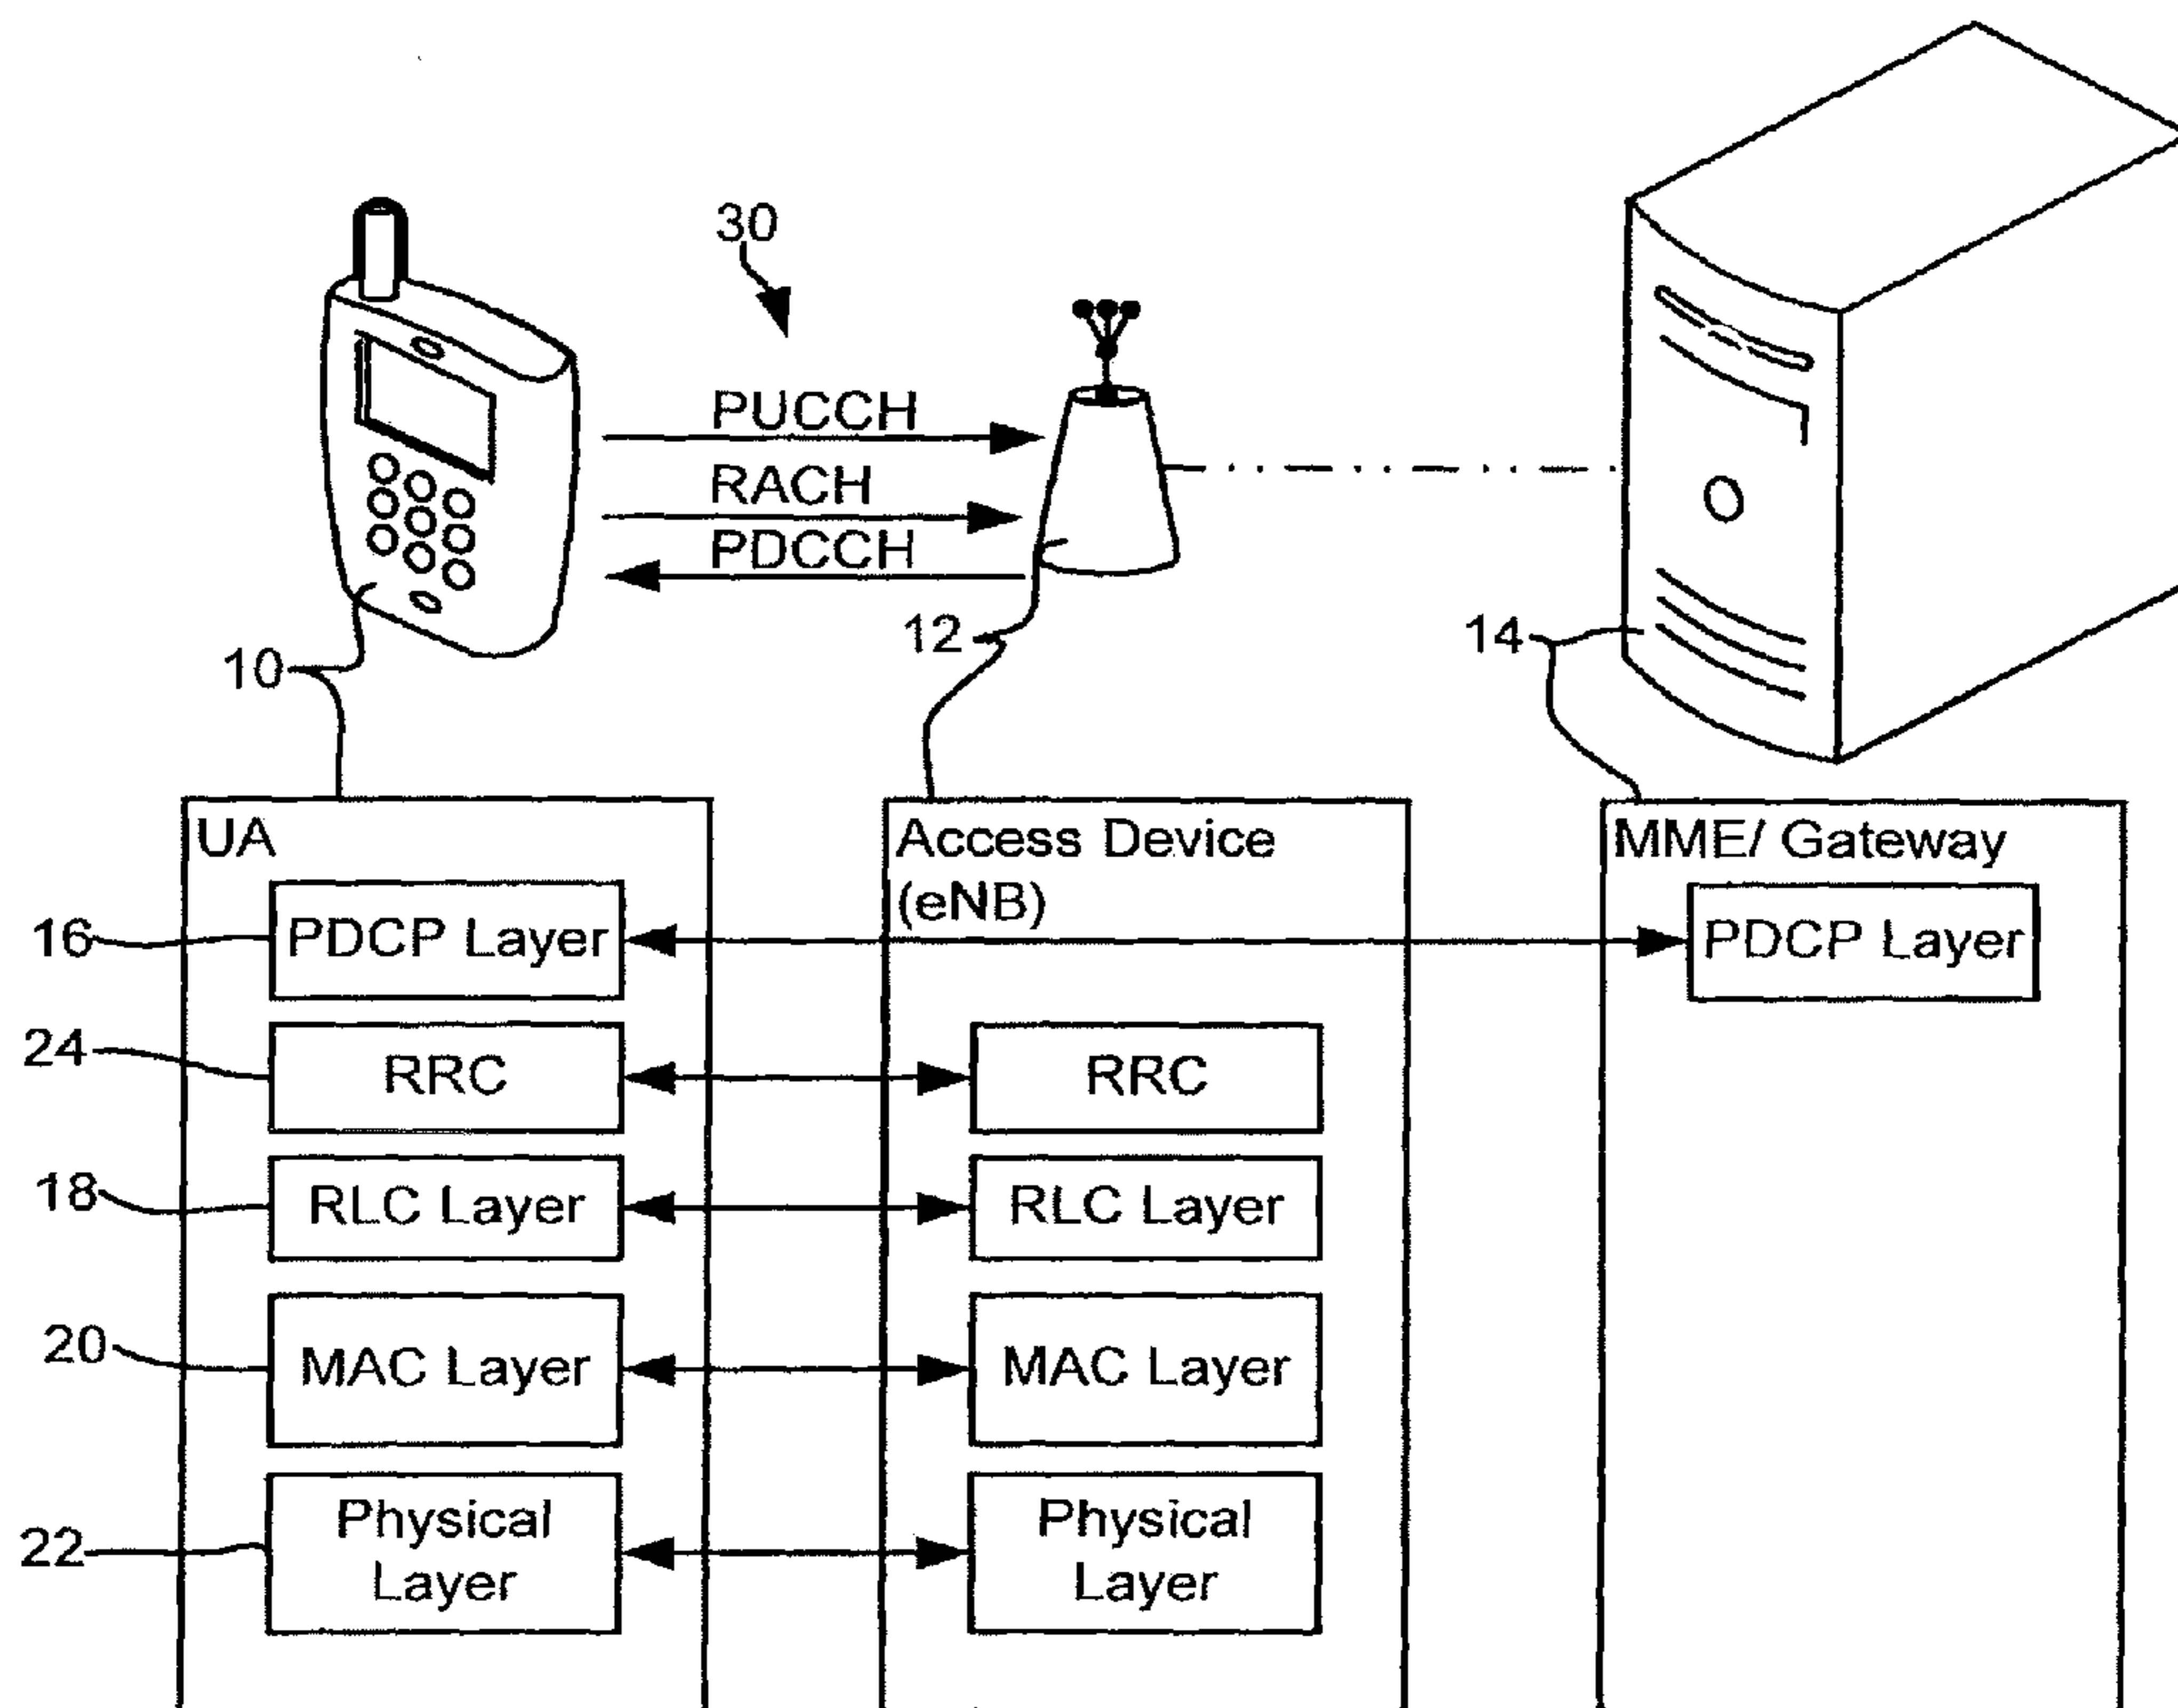 30
PUCCH
RACH
PDCCH
10
12
14
UA
Access Device
(eNB)
MME/ Gateway
16
PDCP Layer
PDCP Layer
24
RRC
RRC
18
RLC Layer
RLC Layer
20
MAC Layer
MAC Layer
22
Physical
Layer
Physical
Layer